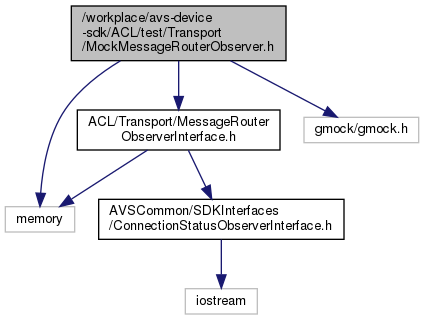 /workplace/avs-device
-sdk/ACL/test/Transport
/MockMessageRouterObserver.h
ACL/Transport/MessageRouter
ObserverInterface.h
gmock/gmock.h
memory
AVSCommon/SDKInterfaces
/ConnectionStatusObserverInterface.h
iostream